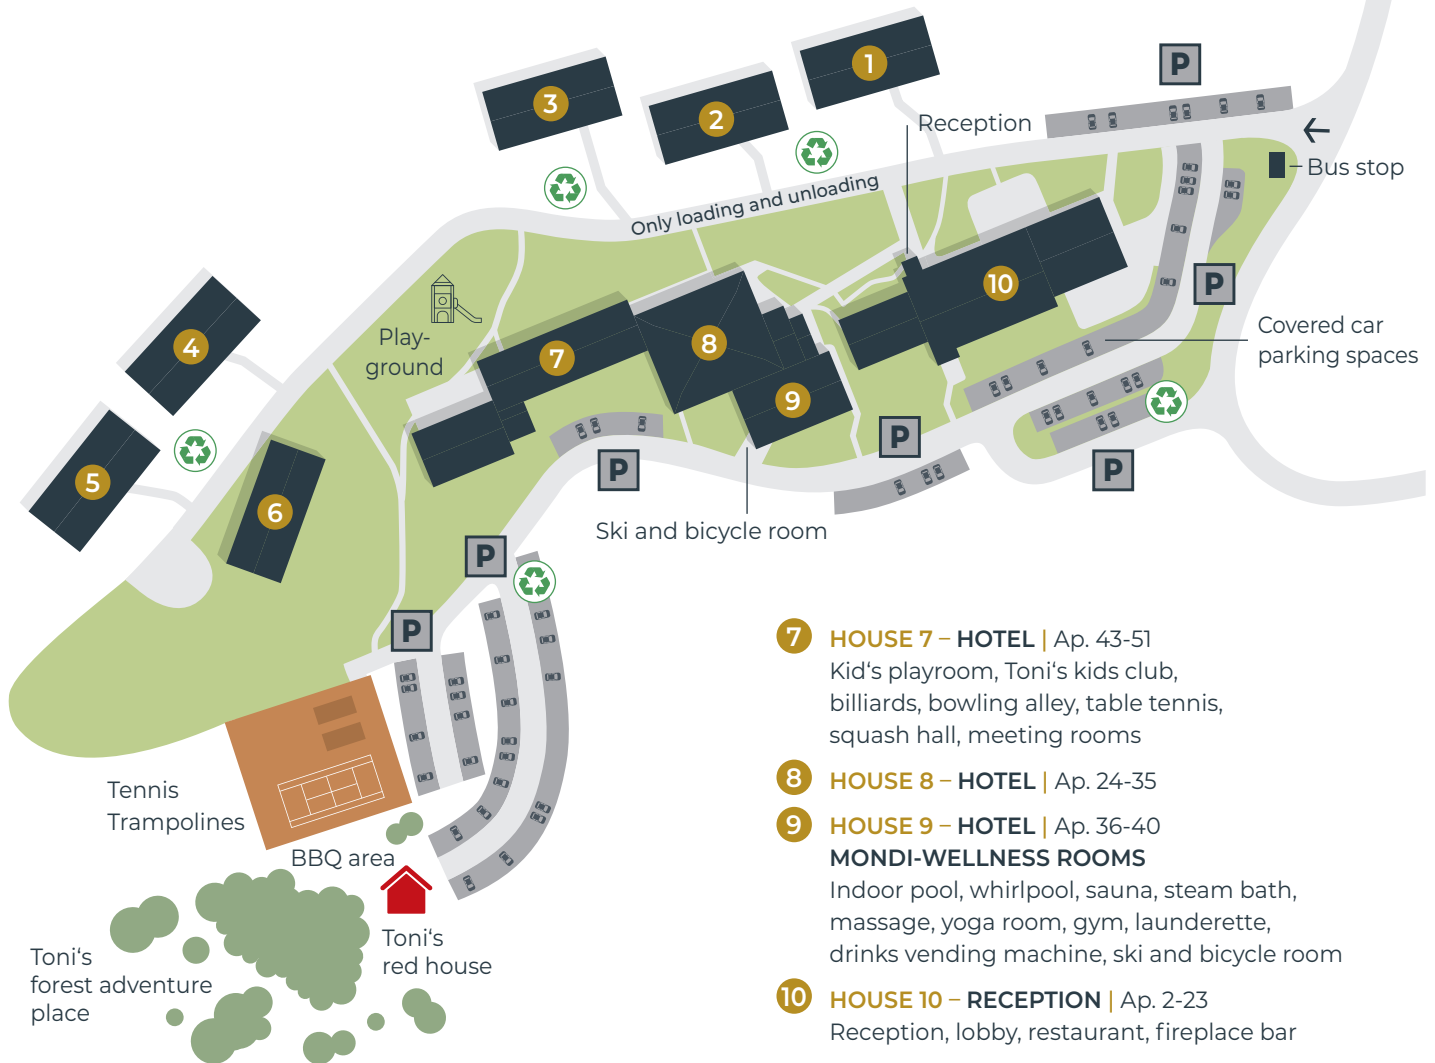 1
P
3
2
Reception
Bus stop
Only loading and unloading
10
P
4
Play-
ground
7
8
Covered car
parking spaces
9
P
5
P
P
6
Ski and bicycle room
P
P
Tennis
Trampolines
BBQ area
Toni‘s
red house
Toni‘s
forest adventure
place
7 HOUSE 7 – HOTEL | Ap. 43-51
Kid‘s playroom, Toni‘s kids club,
billiards, bowling alley, table tennis,
squash hall, meeting rooms
8 HOUSE 8 – HOTEL | Ap. 24-35
9 HOUSE 9 – HOTEL | Ap. 36-40
MONDI-WELLNESS ROOMS
Indoor pool, whirlpool, sauna, steam bath,
massage, yoga room, gym, launderette,
drinks vending machine, ski and bicycle room
10 HOUSE 10 – RECEPTION | Ap. 2-23
Reception, lobby, restaurant, fireplace bar